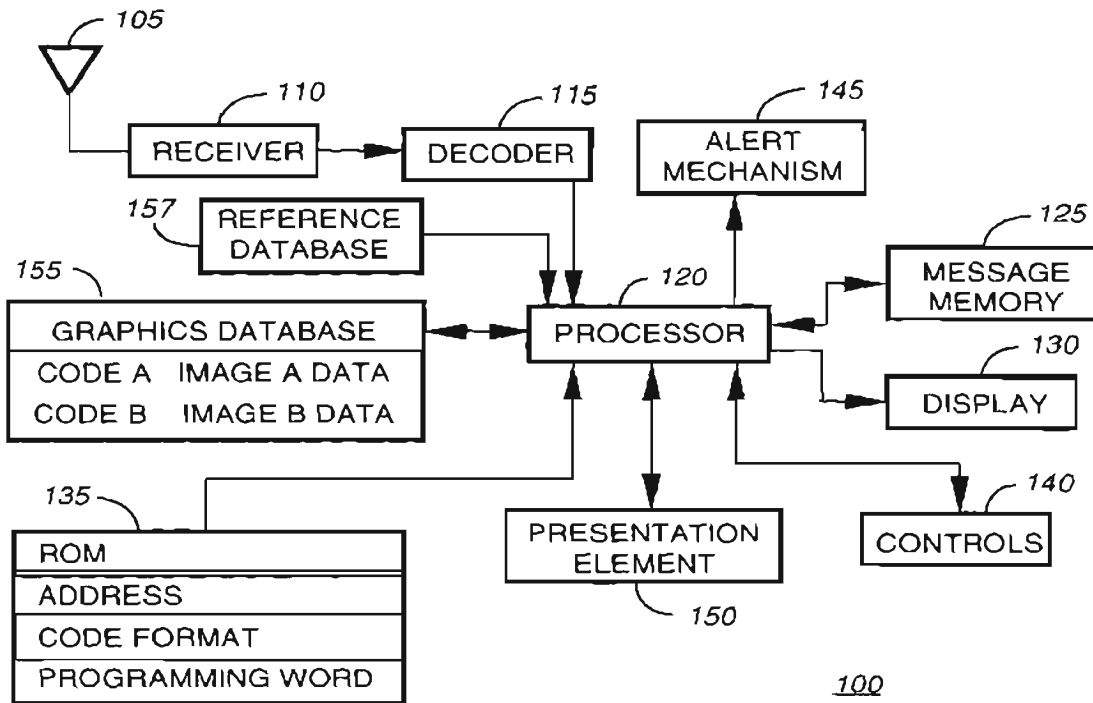 105
110
115
145
RECEIVER
DECODER
ALERT
MECHANISM
157
REFERENCE
DATABASE
125
MESSAGE
MEMORY
155
120
GRAPHICS DATABASE
PROCESSOR
CODE A IMAGE A DATA
CODE B IMAGE B DATA
130
DISPLAY
135
ROM
ADDRESS
CODE FORMAT
PROGRAMMING WORD
PRESENTATION
ELEMENT
150
140
CONTROLS
100